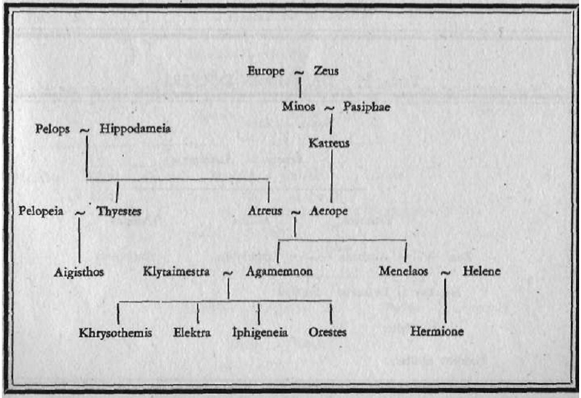 Europe ~ Zeus
Minos ~ Pasiphae
Pelops ~ Hippodameia
Katreus
Pelopeia ~ Thyestes Atreus ~ Aerope
Aigisthos Klytaimestra ~ Agamemnon Menelaos ~ Helene
Khrysothemis Elektra Iphigeneia Orestes Hermione